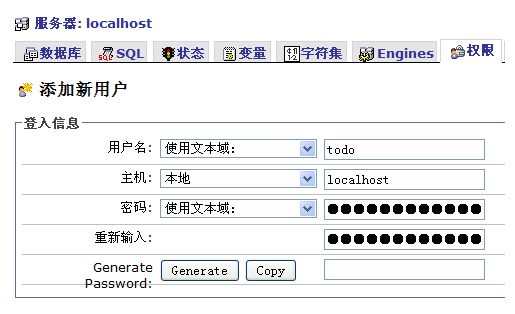 服务器: localhost
数据库 SQL 状态 变量 字符集 Engines 权限
添加新用户
登入信息
用户名: 使用文本域: todo
主机: 本地 localhost
密码: 使用文本域: ●●●●●●●●●●●●
重新输入: ●●●●●●●●●●●●
Generate Password: Generate Copy